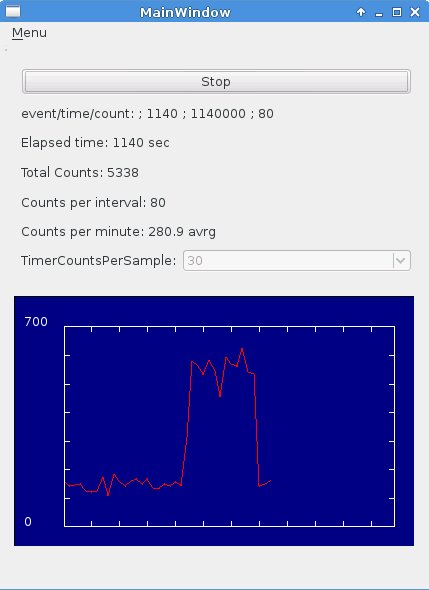 MainWindow
Menu
Stop
event/time/count: ; 1140 ; 1140000 ; 80
Elapsed time: 1140 sec
Total Counts: 5338
Counts per interval: 80
Counts per minute: 280.9 avrg
TimerCountsPerSample: 30
700
0